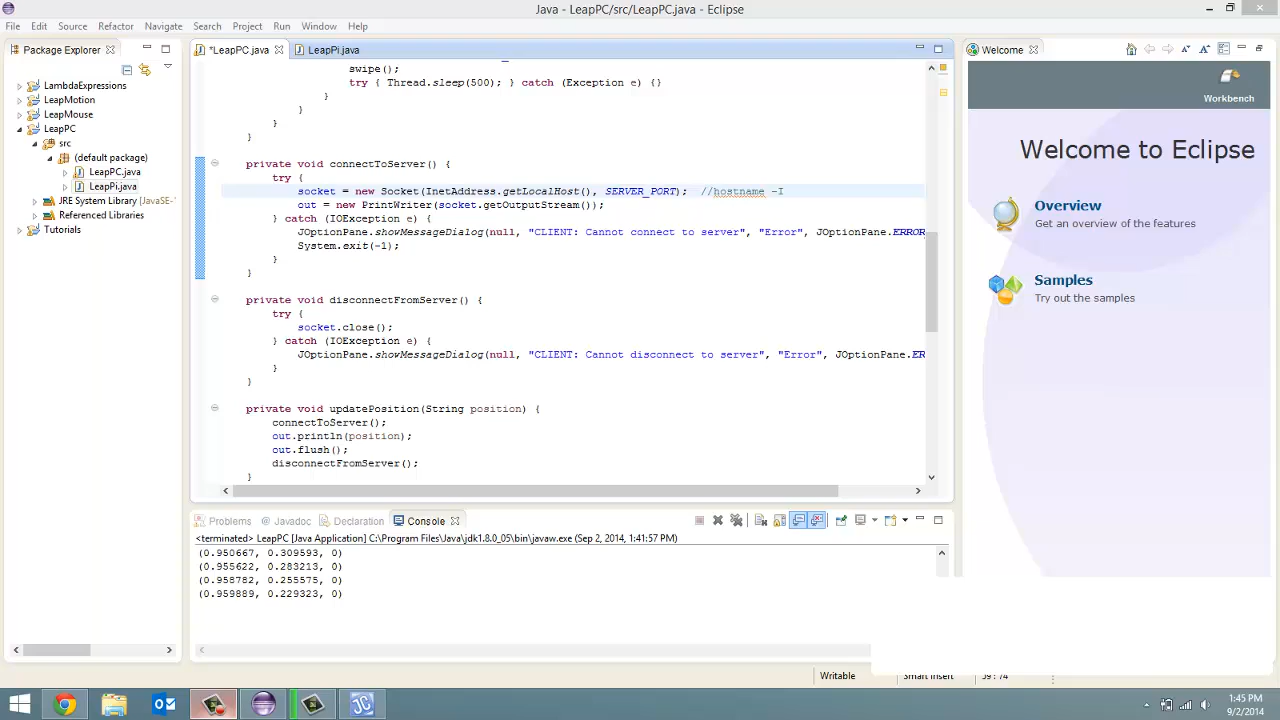 Java - LeapPC/src/LeapPC.java - Eclipse
File Edit Source Refactor Navigate Search Project Run Window Help
Package Explorer
LambdaExpressions
LeapMotion
LeapMouse
LeapPC
src
(default package)
LeapPC.java
LeapPi.java
JRE System Library [JavaSE-
Referenced Libraries
Tutorials
*LeapPC.java LeapPi.java
swipe();
try { Thread.sleep(500); } catch (Exception e) {}
}
}
}
}
private void connectToServer() {
try {
socket = new Socket(InetAddress.getLocalHost(), SERVER_PORT); //hostname -I
out = new PrintWriter(socket.getOutputStream());
} catch (IOException e) {
JOptionPane.showMessageDialog(null, "CLIENT: Cannot connect to server", "Error", JOptionPane.ERROR
System.exit(-1);
}
}
private void disconnectFromServer() {
try {
socket.close();
} catch (IOException e) {
JOptionPane.showMessageDialog(null, "CLIENT: Cannot disconnect to server", "Error", JOptionPane.ER
}
}
private void updatePosition(String position) {
connectToServer();
out.println(position);
out.flush();
disconnectFromServer();
}
Welcome
Workbench
Welcome to Eclipse
Overview
Get an overview of the features
Samples
Try out the samples
Problems @ Javadoc Declaration Console
<terminated> LeapPC [Java Application] C:\Program Files\Java\jdk1.8.0_05\bin\javaw.exe (Sep 2, 2014, 1:41:57 PM)
(0.950667, 0.309593, 0)
(0.955622, 0.283213, 0)
(0.958782, 0.255575, 0)
(0.959889, 0.229323, 0)
Writable Smart Insert 59 : 74
1:45 PM
9/2/2014